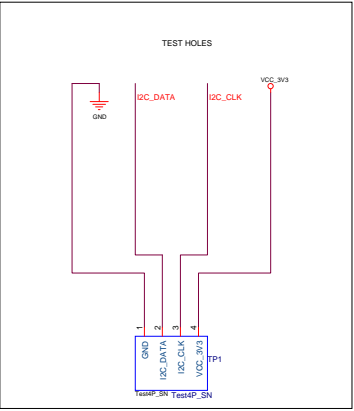 TEST HOLES
VCC_3V3
I2C_DATA
I2C_CLK
GND
1
2
3
4
GND
I2C_DATA
I2C_CLK
VCC_3V3
TP1
Test4P_SN
Test4P_SN